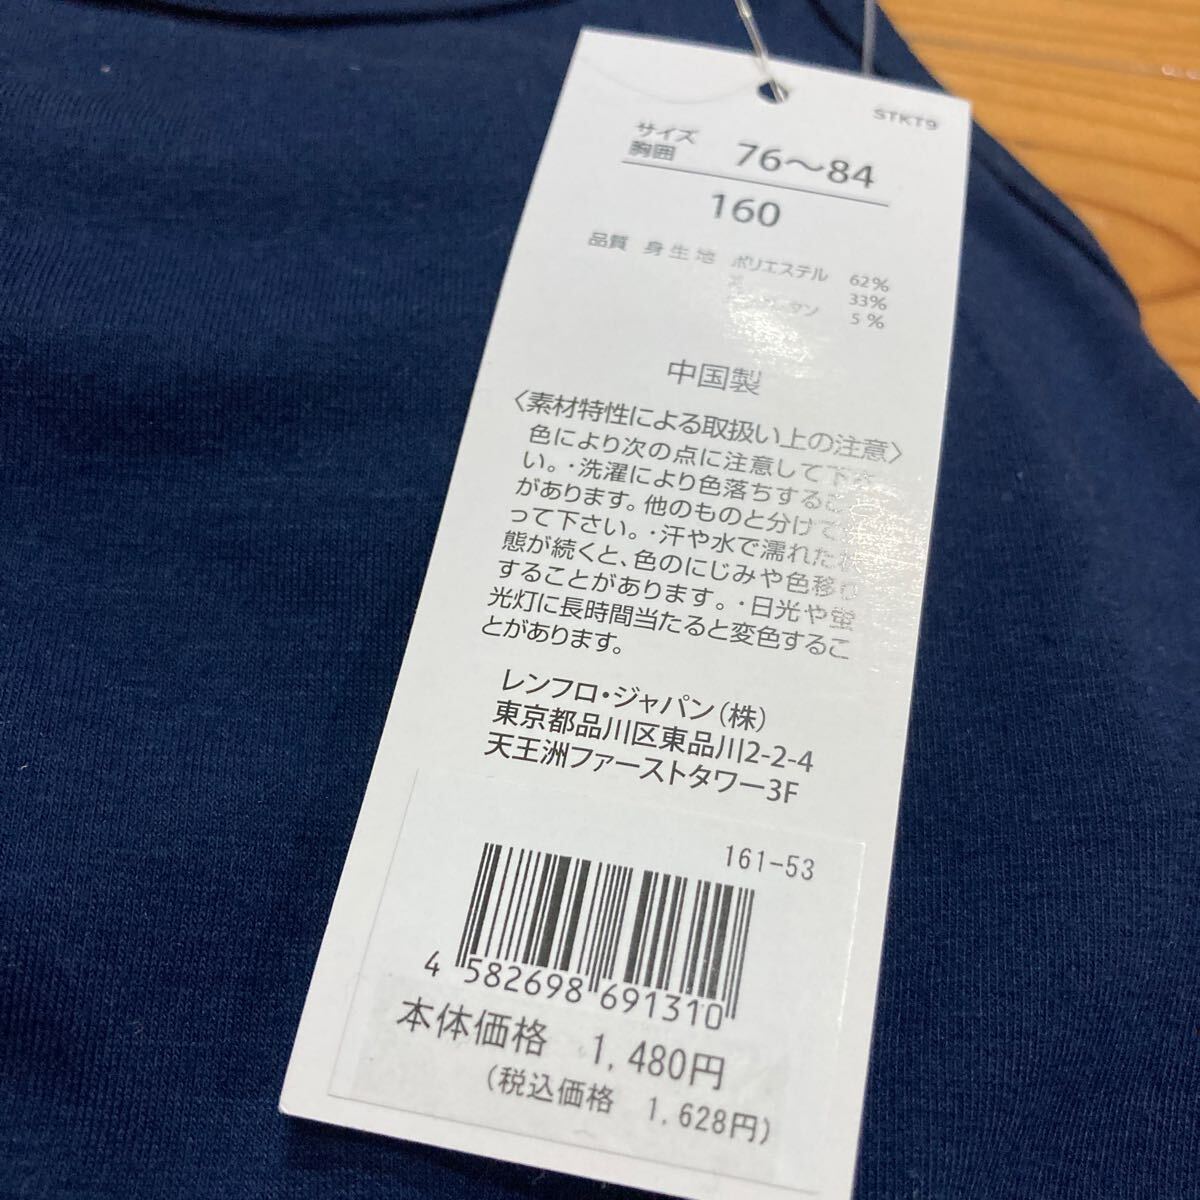 STKT9
サイズ
胸囲 76〜84
160
品質 身生地 ポリエステル 62%
33%
タン 5%
中国製
〈素材特性による取扱い上の注意〉
色により次の点に注意して下
い。・洗濯により色落ちするこ
があります。他のものと分けて
って下さい。・汗や水で濡れた状
態が続くと、色のにじみや色移り
することがあります。・日光や蛍
光灯に長時間当たると変色するこ
とがあります。
レンフロ・ジャパン(株)
東京都品川区東品川2-2-4
天王洲ファーストタワー3F
161-53
4 582698 691310
本体価格 1,480円
(税込価格 1,628円)